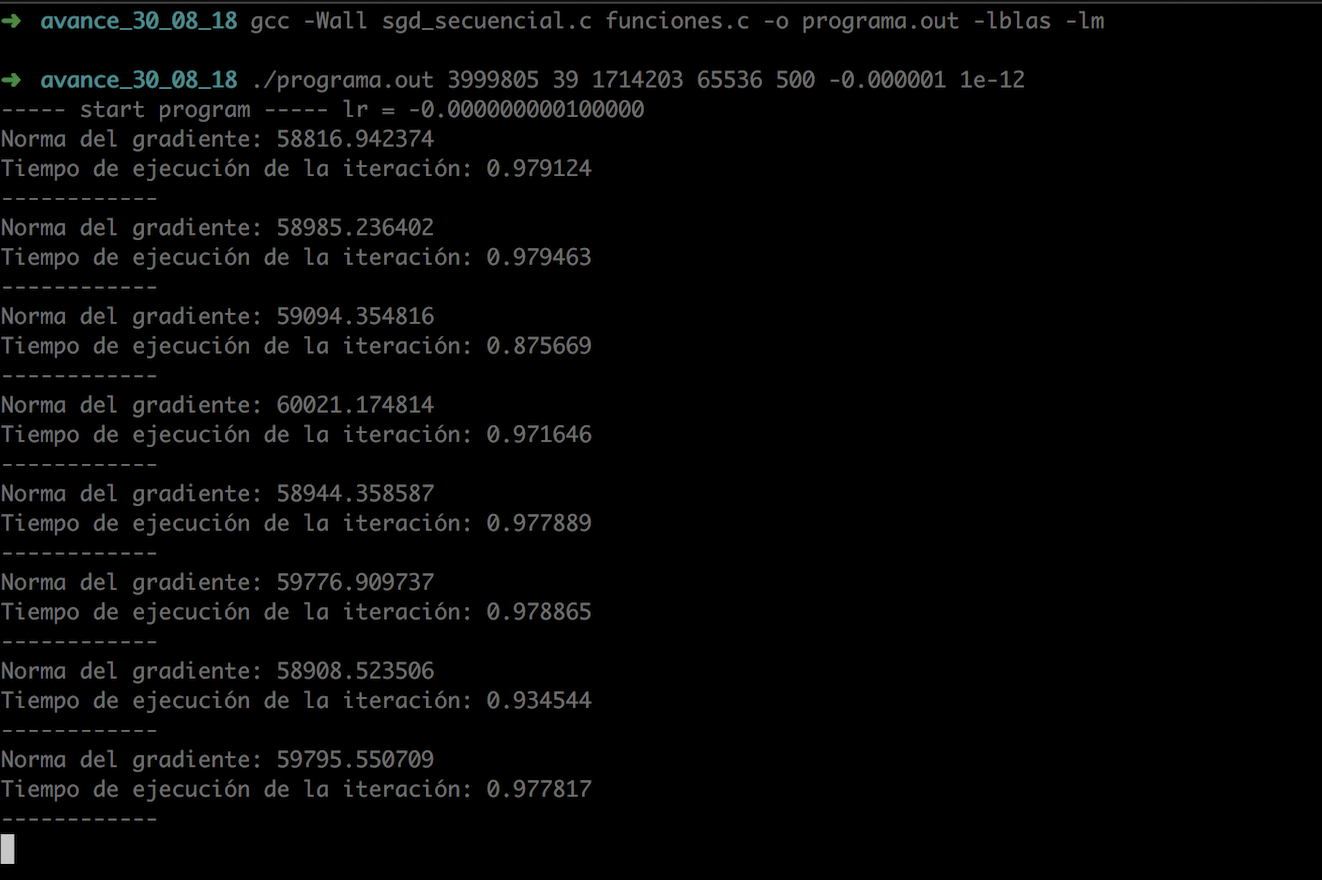 ➜ avance_30_08_18 gcc -Wall sgd_secuencial.c funciones.c -o programa.out -lblas -lm
➜ avance_30_08_18 ./programa.out 3999805 39 1714203 65536 500 -0.000001 1e-12
----- start program ----- lr = -0.000000000100000
Norma del gradiente: 58816.942374
Tiempo de ejecución de la iteración: 0.979124
------------
Norma del gradiente: 58985.236402
Tiempo de ejecución de la iteración: 0.979463
------------
Norma del gradiente: 59094.354816
Tiempo de ejecución de la iteración: 0.875669
------------
Norma del gradiente: 60021.174814
Tiempo de ejecución de la iteración: 0.971646
------------
Norma del gradiente: 58944.358587
Tiempo de ejecución de la iteración: 0.977889
------------
Norma del gradiente: 59776.909737
Tiempo de ejecución de la iteración: 0.978865
------------
Norma del gradiente: 58908.523506
Tiempo de ejecución de la iteración: 0.934544
------------
Norma del gradiente: 59795.550709
Tiempo de ejecución de la iteración: 0.977817
------------